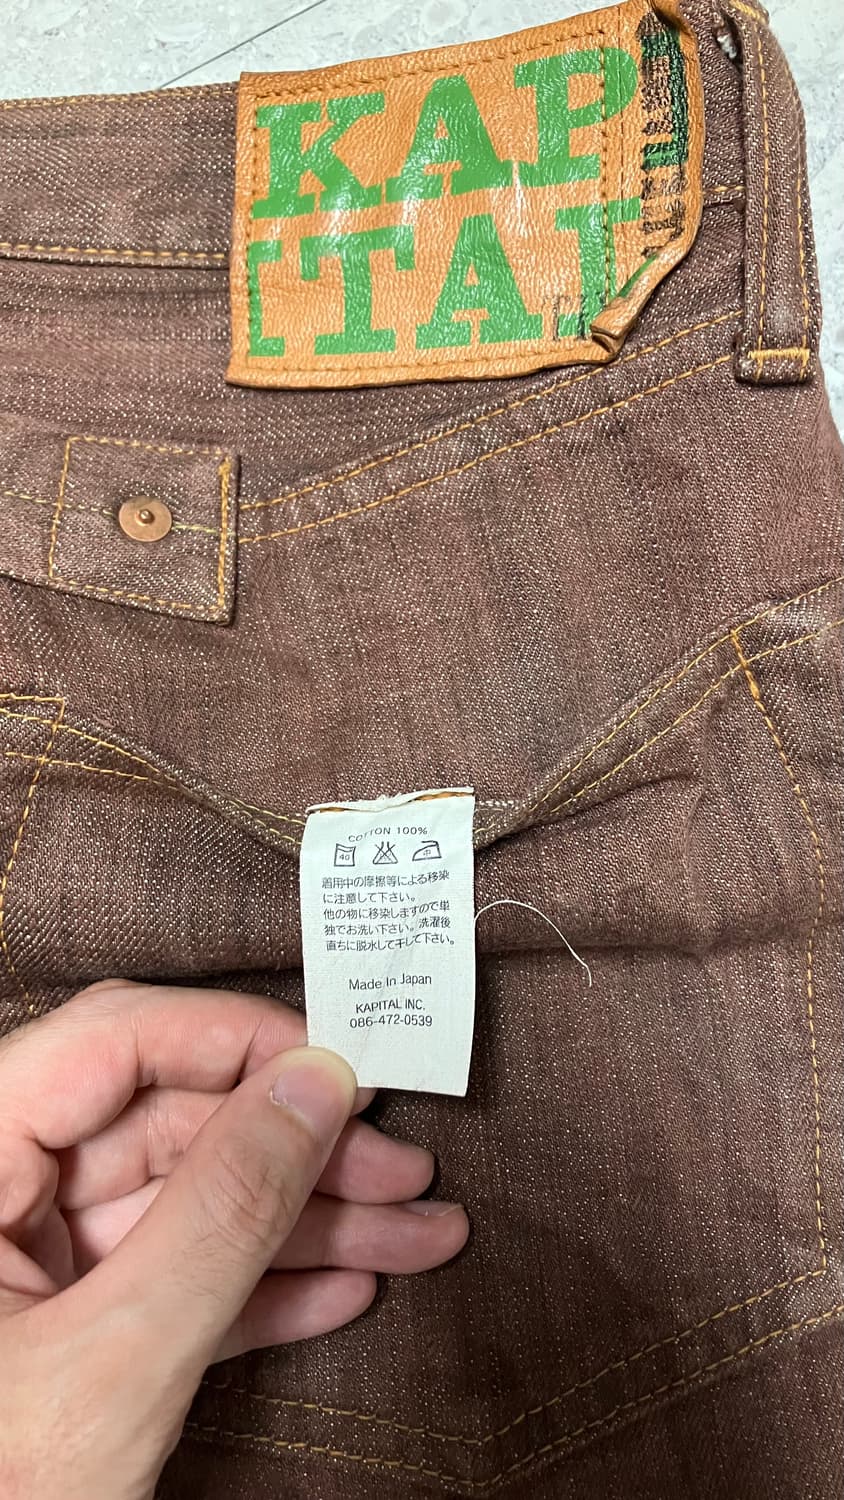 KAP
ITAL
COTTON 100%
40 中
着用中の摩擦等による移染
に注意して下さい。
他の物に移染しますので単
独でお洗い下さい。洗濯後
直ちに脱水して干して下さい。
Made In Japan
KAPITAL INC.
086-472-0539